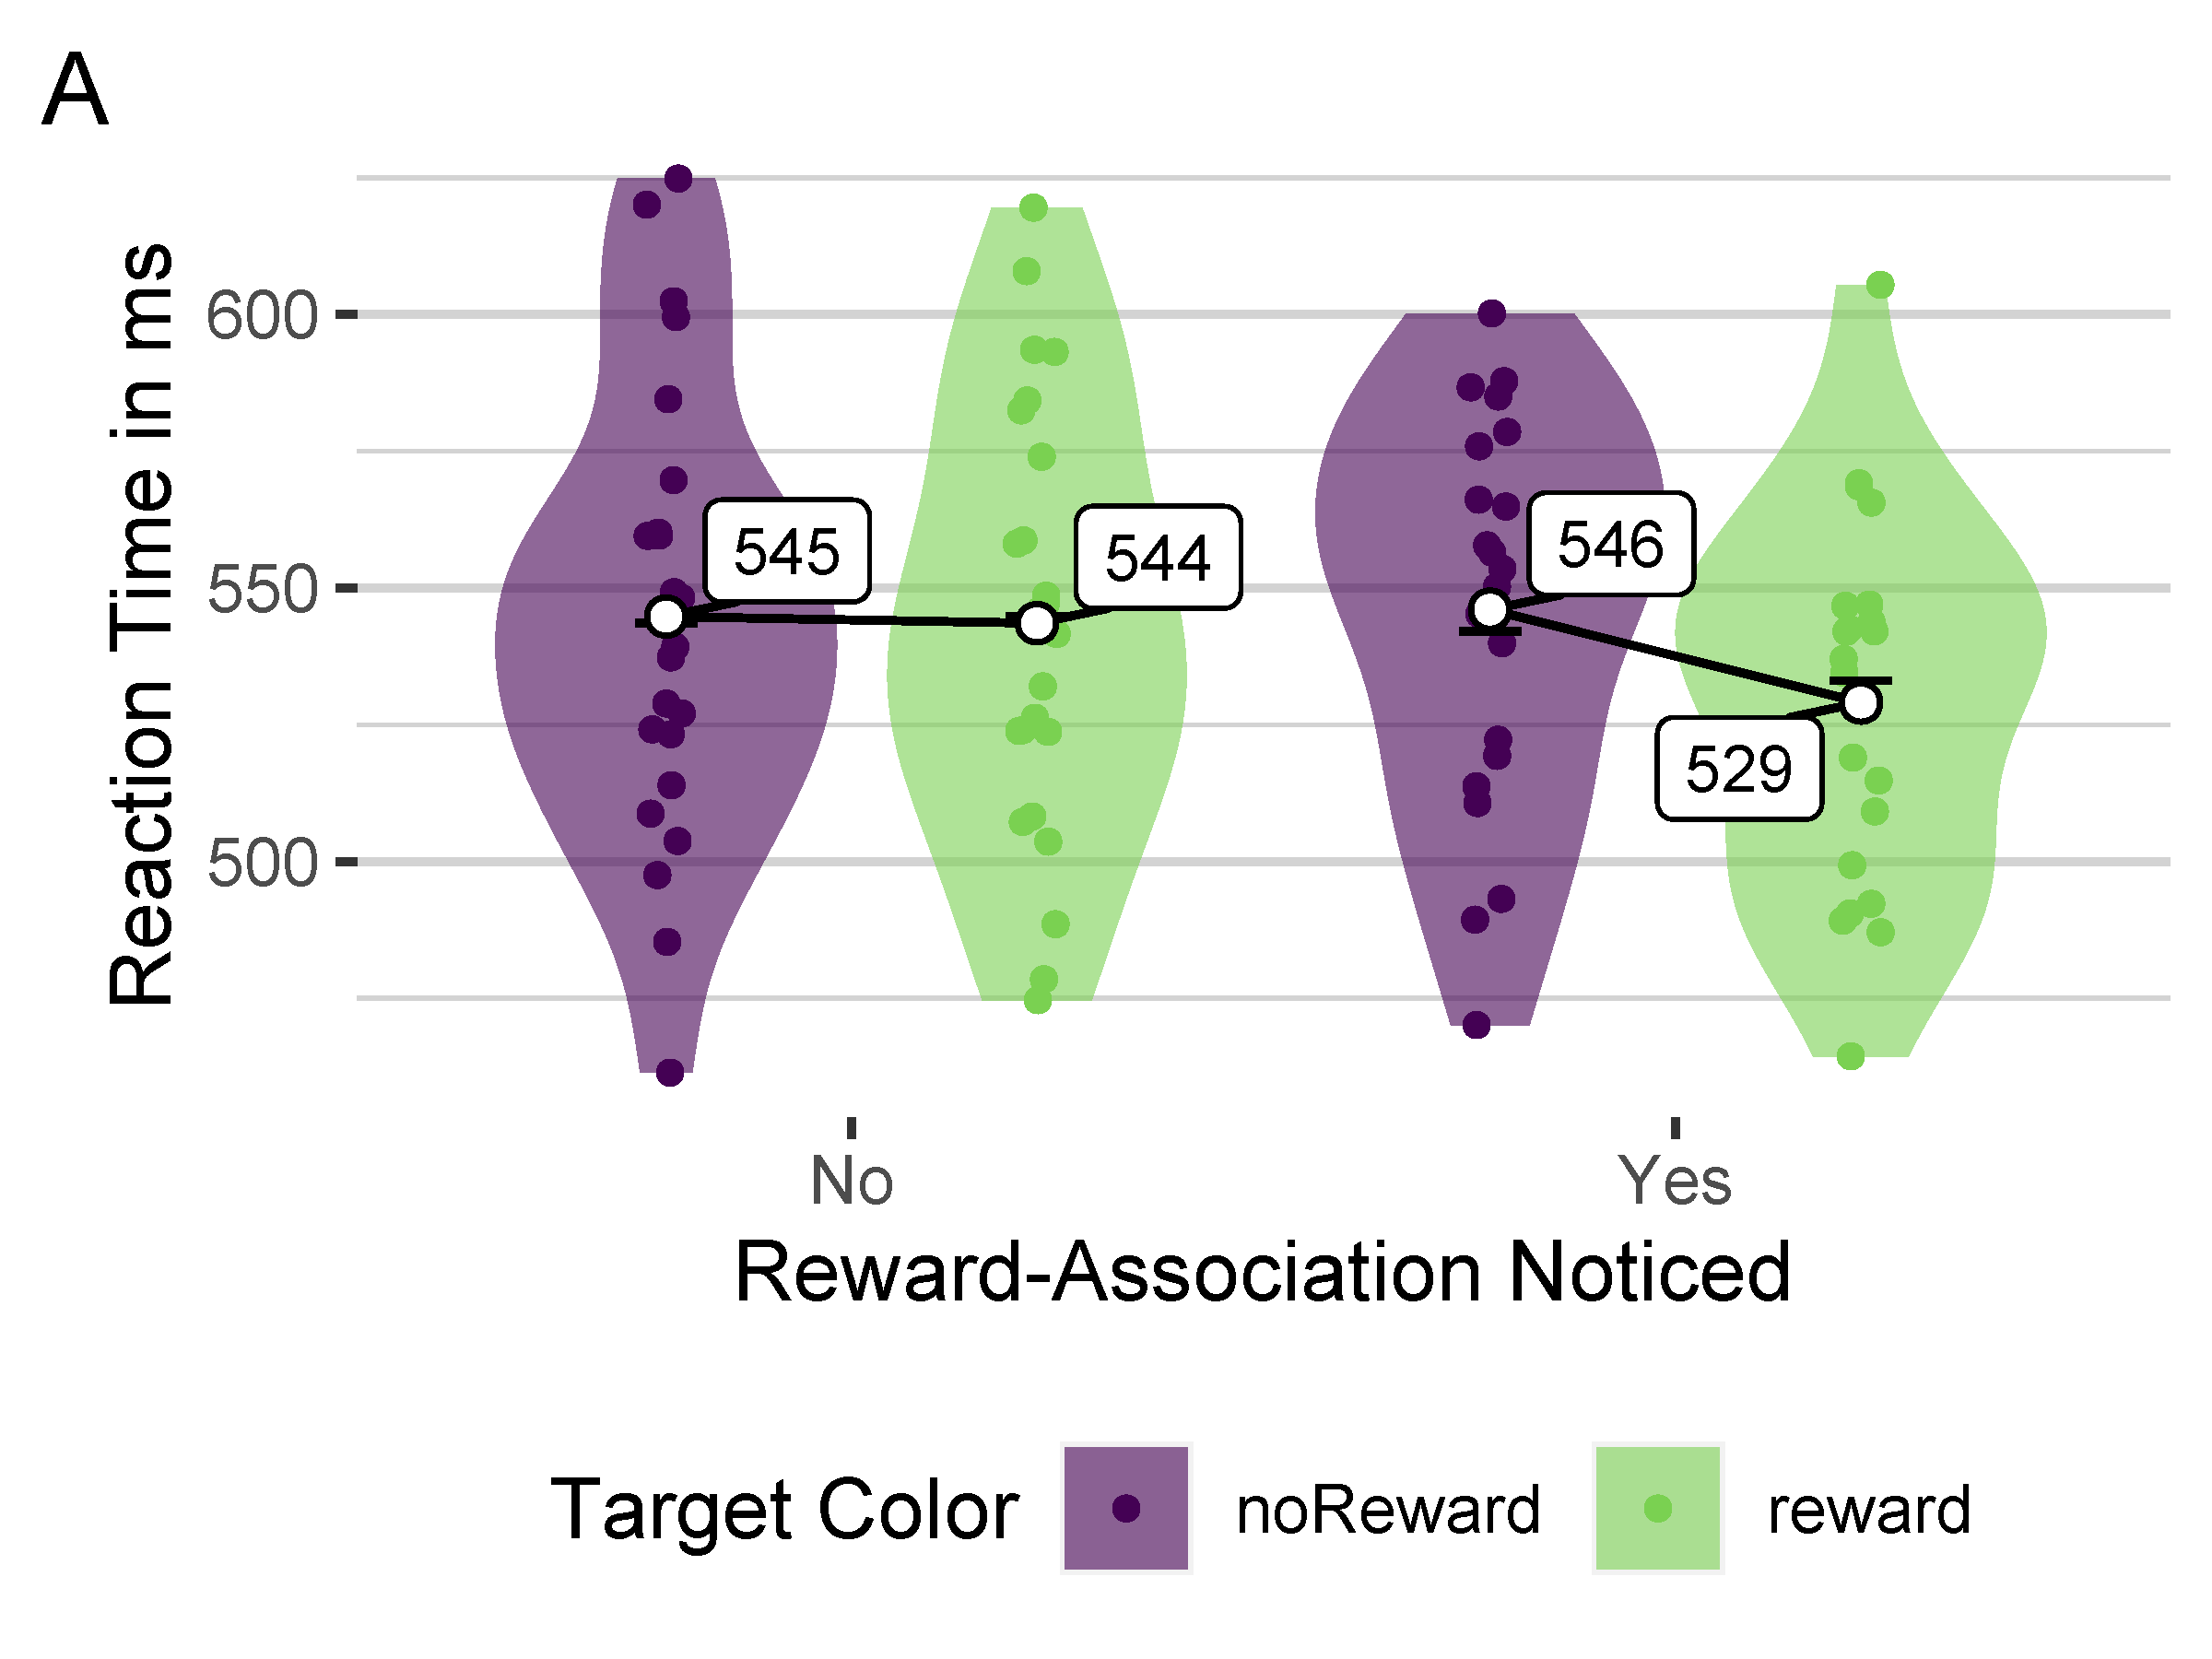 A
Reaction Time in ms
600
550
500
545
544
546
529
No
Yes
Reward-Association Noticed
Target Color
noReward
reward